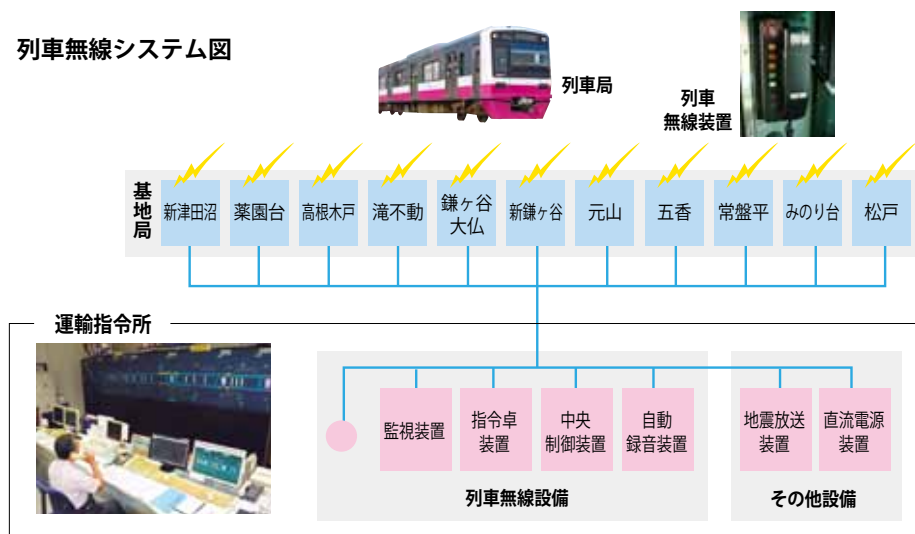 列車無線システム図
列車局
列車
無線装置
基地局
新津田沼
薬園台
高根木戸
滝不動
鎌ヶ谷
大仏
新鎌ヶ谷
元山
五香
常盤平
みのり台
松戸
運輸指令所
監視装置
指令卓
装置
中央
制御装置
自動
録音装置
地震放送
装置
直流電源
装置
列車無線設備
その他設備